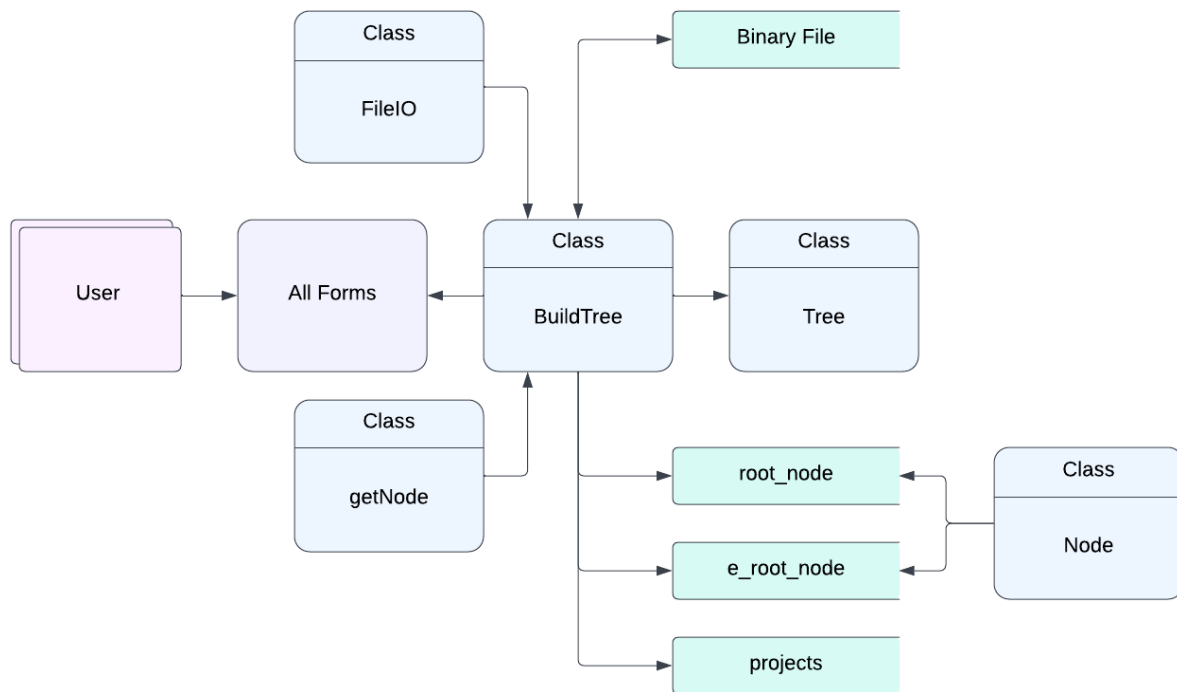 Class
FileIO
Binary File
User
All Forms
Class
BuildTree
Class
Tree
Class
getNode
root_node
e_root_node
projects
Class
Node